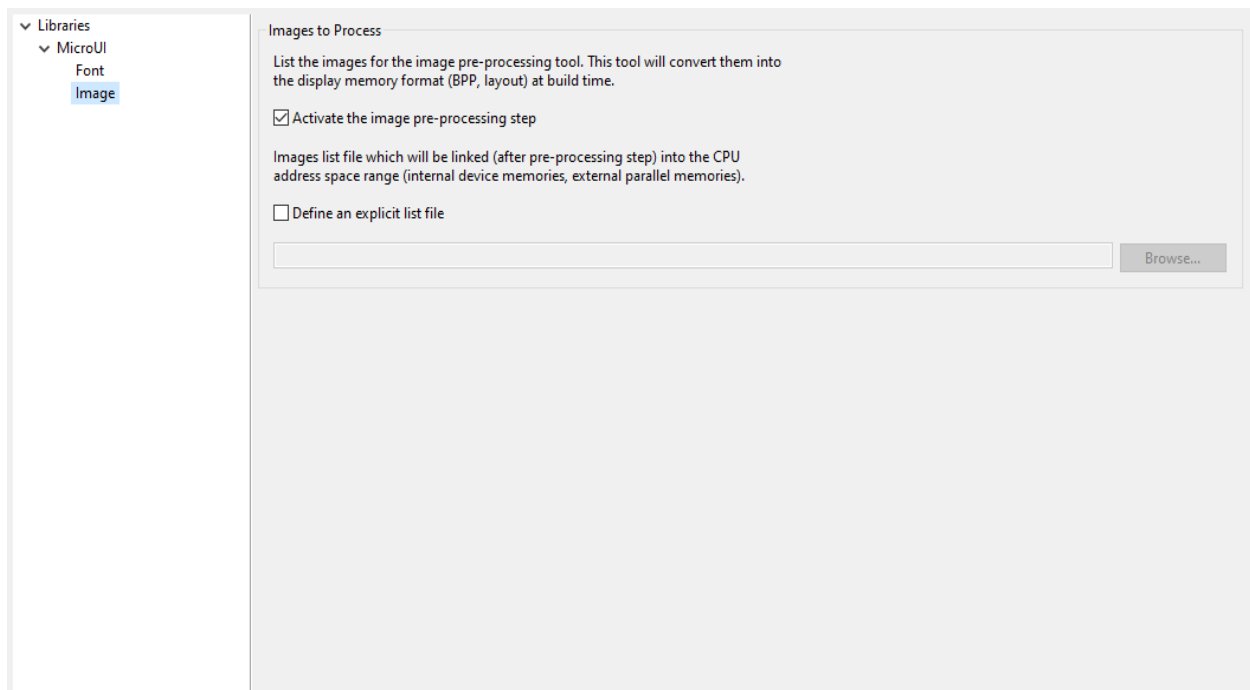 Libraries
MicroUI
Font
Image
Images to Process
List the images for the image pre-processing tool. This tool will convert them into
the display memory format (BPP, layout) at build time.
Activate the image pre-processing step
Images list file which will be linked (after pre-processing step) into the CPU
address space range (internal device memories, external parallel memories).
Define an explicit list file
Browse...